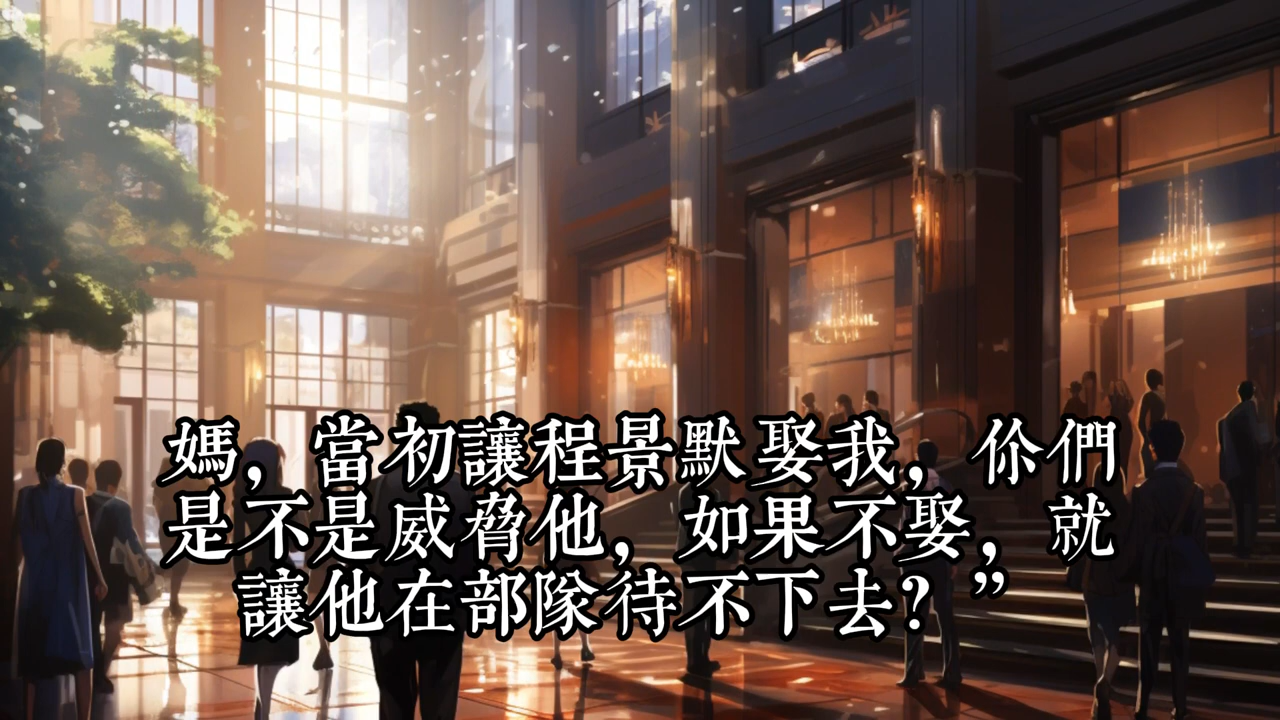 媽，當初讓程景默娶我，你們
是不是威脅他，如果不娶，就
讓他在部隊待不下去？”